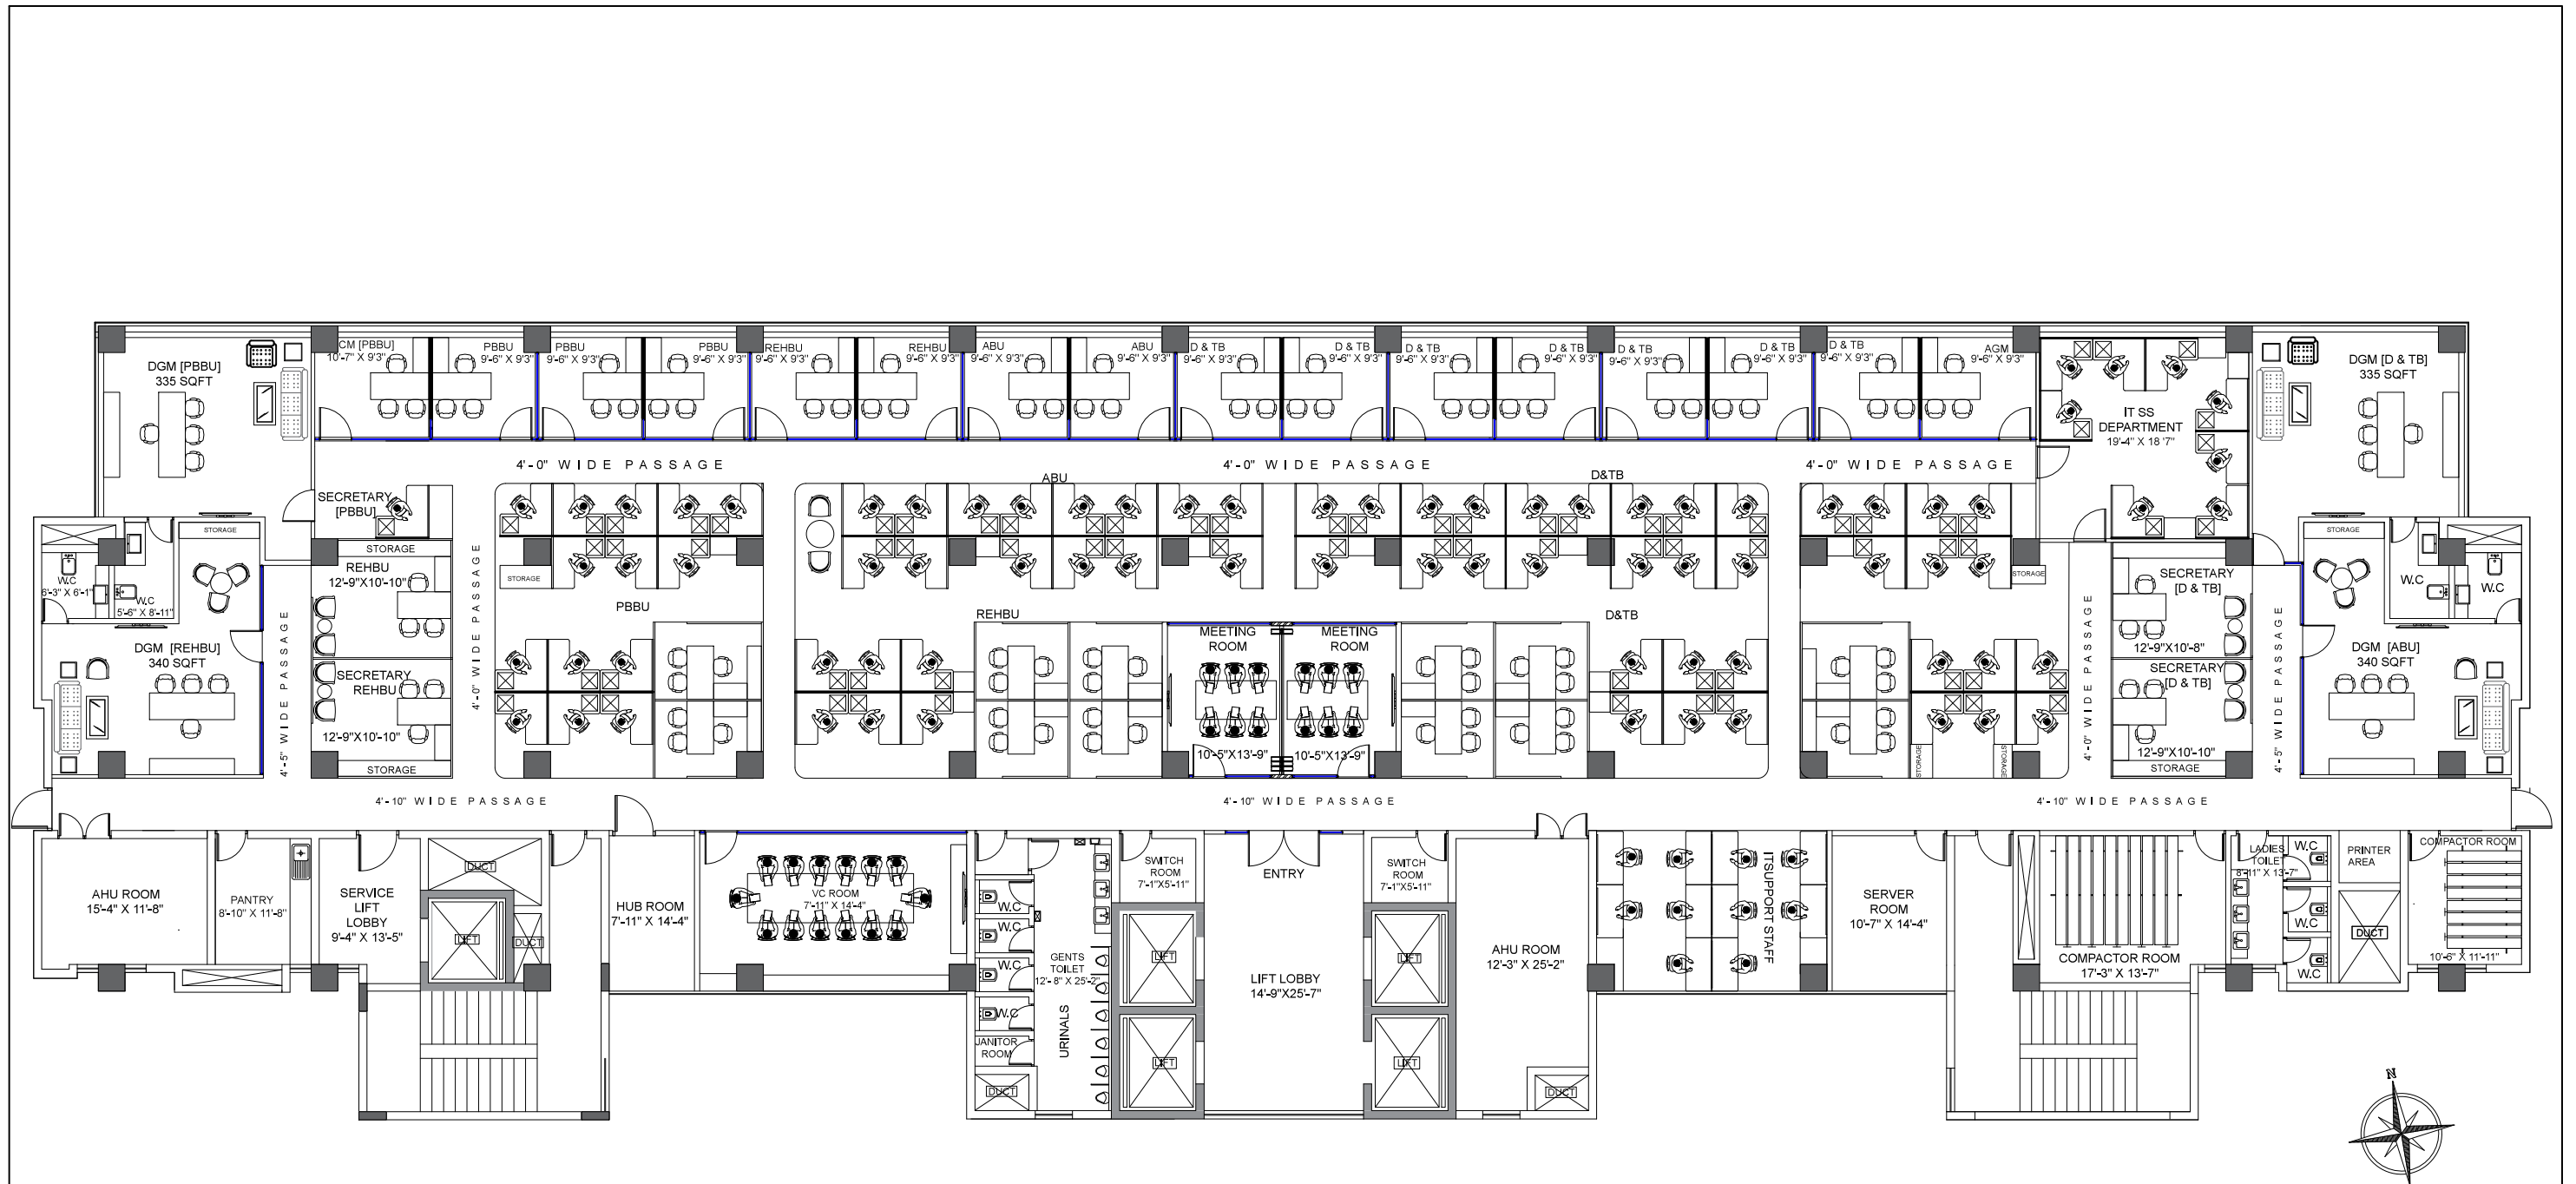 CM [PBBU]
10'-7" X 9'3"
PBBU
9'-6" X 9'3"
PBBU
9'-6" X 9'3"
PBBU
9'-6" X 9'3"
REHBU
9'-6" X 9'3"
REHBU
9'-6" X 9'3"
ABU
9'-6" X 9'3"
ABU
9'-6" X 9'3"
D & TB
9'-6" X 9'3"
D & TB
9'-6" X 9'3"
D & TB
9'-6" X 9'3"
D & TB
9'-6" X 9'3"
D & TB
9'-6" X 9'3"
D & TB
9'-6" X 9'3"
D & TB
9'-6" X 9'3"
AGM
9'-6" X 9'3"
DGM [PBBU]
335 SQFT
IT SS
DEPARTMENT
19'-4" X 18 '7"
DGM [D & TB]
335 SQFT
4'-0" WIDE PASSAGE
4'-0" WIDE PASSAGE
4'-0" WIDE PASSAGE
SECRETARY
[PBBU]
ABU
D&TB
STORAGE
STORAGE
W.C
6'-3" X 6'-1"
W.C
5'-6" X 8'-11"
REHBU
12'-9"X10'-10"
STORAGE
PBBU
REHBU
D&TB
STORAGE
SECRETARY
[D & TB]
12'-9"X10'-8"
STORAGE
W.C
W.C
4'-5" WIDE PASSAGE
4'-0" WIDE PASSAGE
4'-0" WIDE PASSAGE
4'-5" WIDE PASSAGE
DGM [REHBU]
340 SQFT
SECRETARY
REHBU
12'-9"X10'-10"
STORAGE
MEETING
ROOM
10'-5"X13'-9"
MEETING
ROOM
10'-5"X13'-9"
STORAGE
STORAGE
SECRETARY
[D & TB]
12'-9"X10'-10"
STORAGE
DGM [ABU]
340 SQFT
4'-10" WIDE PASSAGE
4'-10" WIDE PASSAGE
4'-10" WIDE PASSAGE
AHU ROOM
15'-4" X 11'-8"
PANTRY
8'-10" X 11'-8"
SERVICE
LIFT
LOBBY
9'-4" X 13'-5"
DUCT
LIFT
DUCT
HUB ROOM
7'-11" X 14'-4"
VC ROOM
7'-11" X 14'-4"
W.C
W.C
W.C
W.C
JANITOR
ROOM
DUCT
GENTS
TOILET
12'- 8" X 25'-2"
URINALS
SWITCH
ROOM
7'-1"X5'-11"
LIFT
LIFT
ENTRY
LIFT LOBBY
14'-9"X25'-7"
SWITCH
ROOM
7'-1"X5'-11"
LIFT
LIFT
AHU ROOM
12'-3" X 25'-2"
DUCT
ITSUPPORT STAFF
SERVER
ROOM
10'-7" X 14'-4"
COMPACTOR ROOM
17'-3" X 13'-7"
LADIES
TOILET
8'-11" X 13'-7"
W.C
W.C
W.C
PRINTER
AREA
DUCT
COMPACTOR ROOM
10'-6" X 11'-11"
N